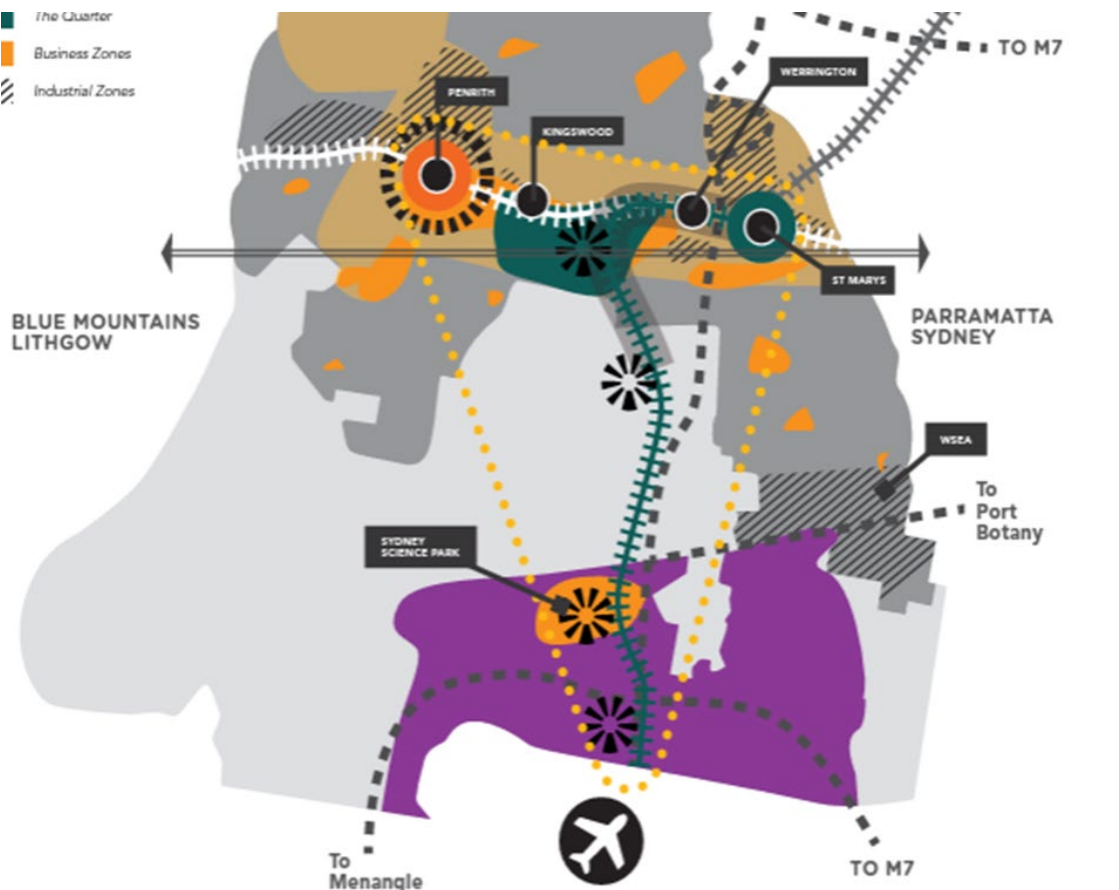 The Quarter
Business Zones
Industrial Zones
TO M7
WERRINGTON
PENRITH
KINGSWOOD
ST MARYS
BLUE MOUNTAINS
LITHGOW
PARRAMATTA
SYDNEY
WSEA
To
Port
Botany
SYDNEY
SCIENCE PARK
To
Menangle
TO M7